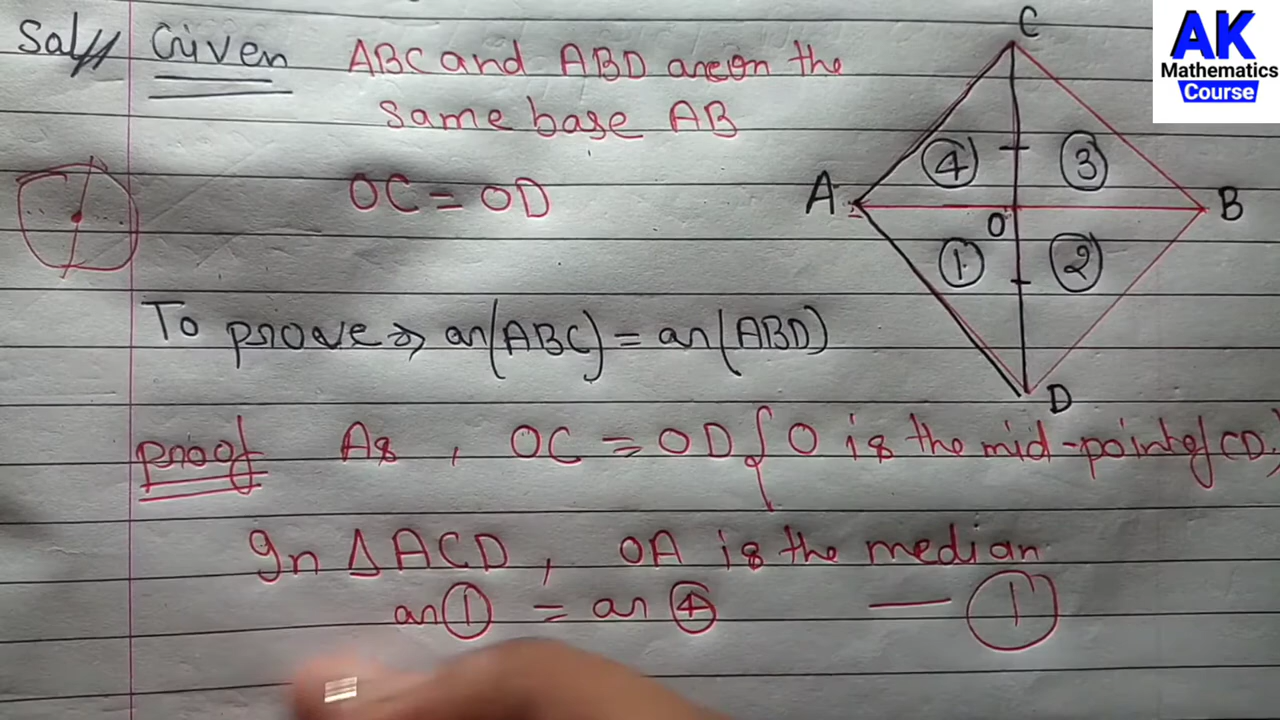 Sol Given ABC and ABD are on the
same base AB
OC = OD
To prove ⇒ ar(ABC) = ar(ABD)
proof As, OC = OD { O is the mid-point of CD }
In ΔACD, OA is the median
ar ① = ar ④ — ①
C
④ ③
A O B
① ②
D
AK
Mathematics
Course